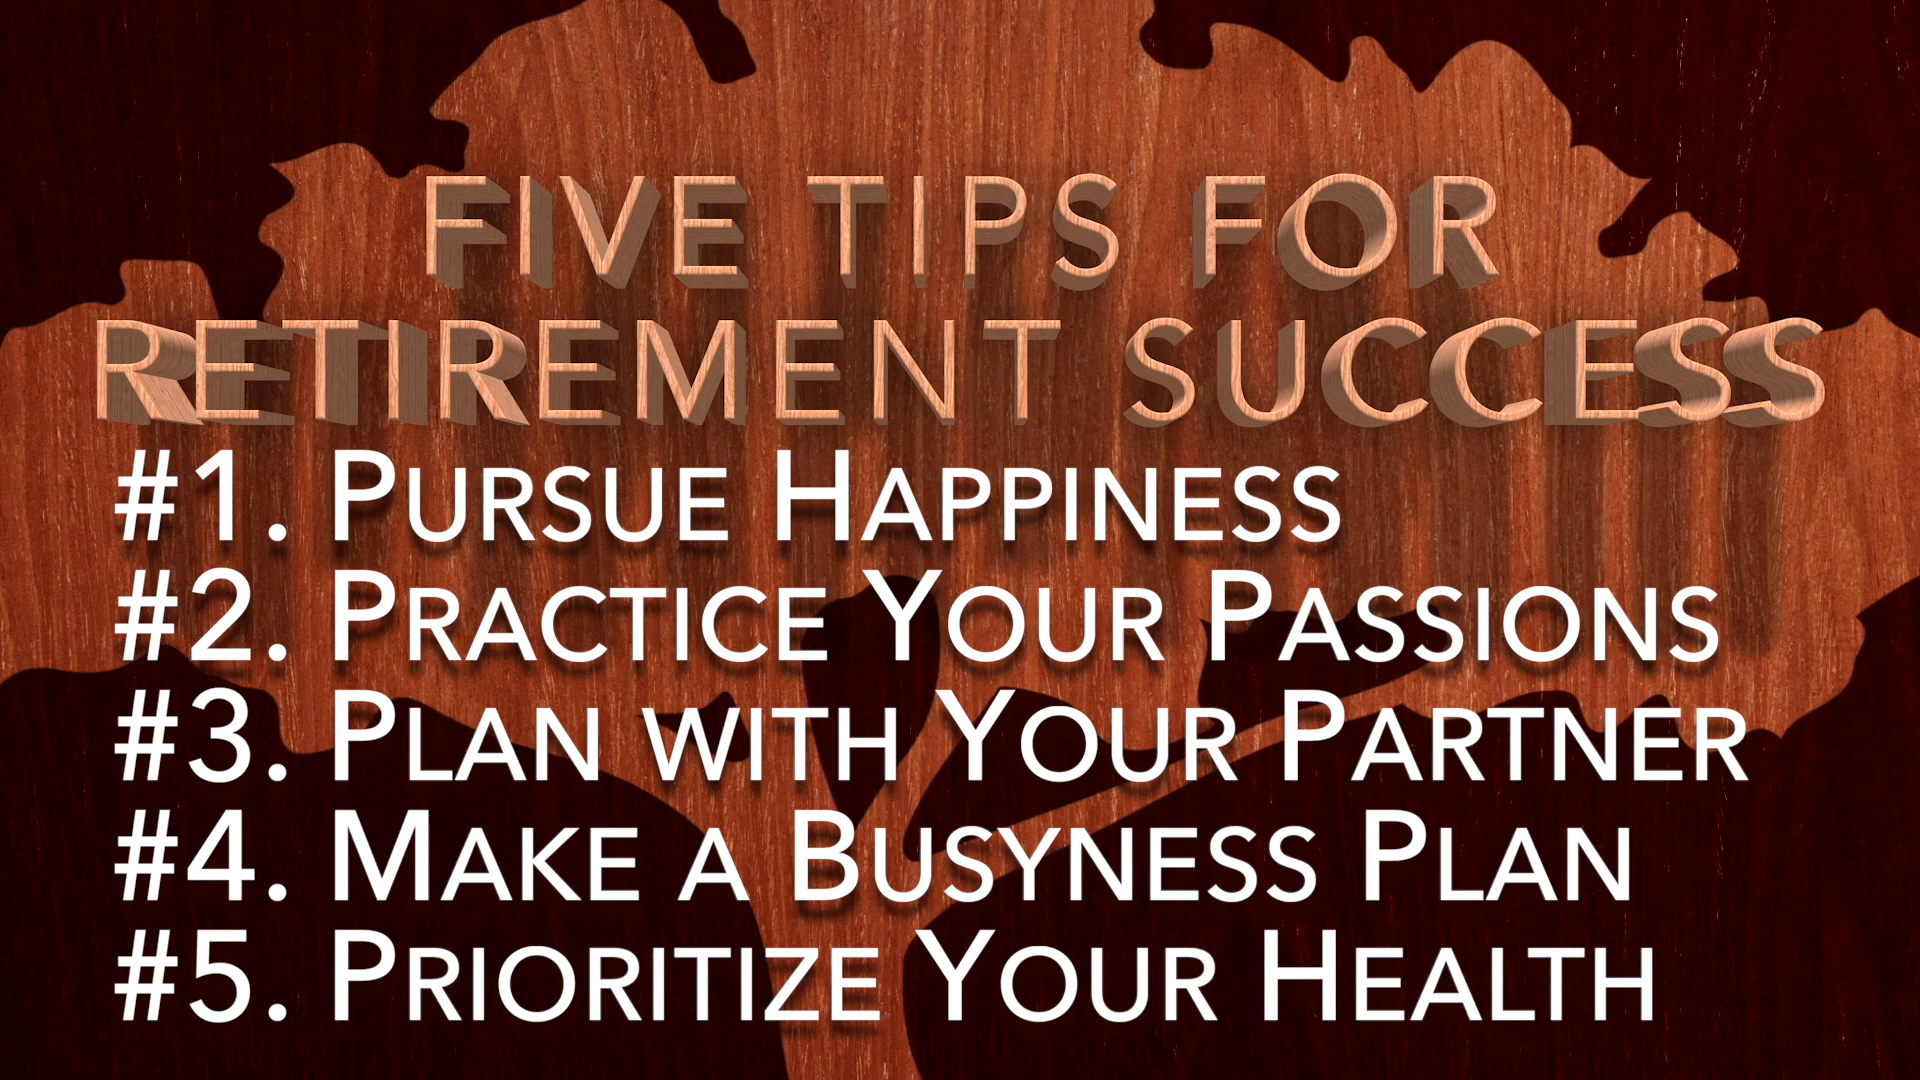 FIVE TIPS FOR
RETIREMENT SUCCESS
#1. PURSUE HAPPINESS
#2. PRACTICE YOUR PASSIONS
#3. PLAN WITH YOUR PARTNER
#4. MAKE A BUSYNESS PLAN
#5. PRIORITIZE YOUR HEALTH